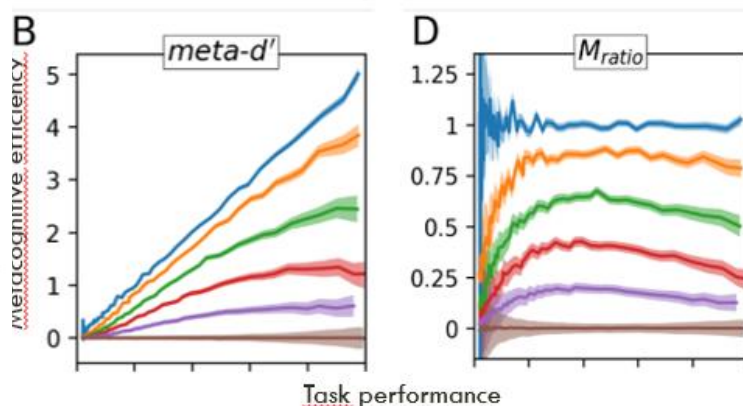 B
meta-d'
D
M_ratio
Metacognitive efficiency
5
4
3
2
1
0
1.25
1
0.75
0.5
0.25
0
Task performance